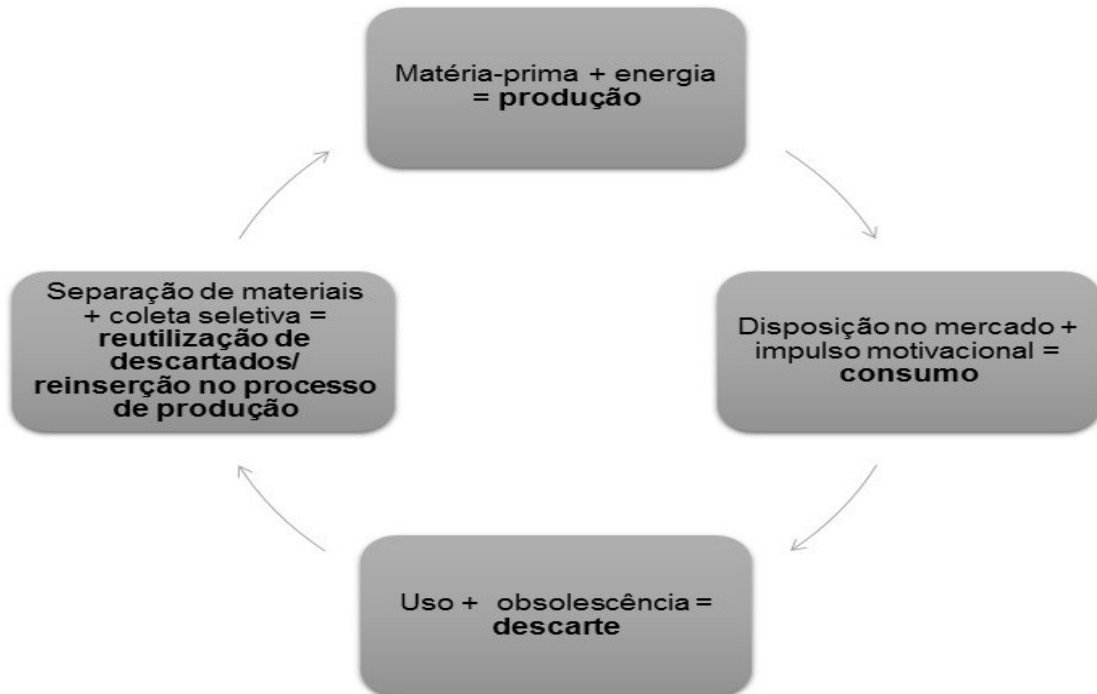 Matéria-prima + energia
= produção
Disposição no mercado +
impulso motivacional =
consumo
Uso + obsolescência =
descarte
Separação de materiais
+ coleta seletiva =
reutilização de
descartados/
reinserção no processo
de produção